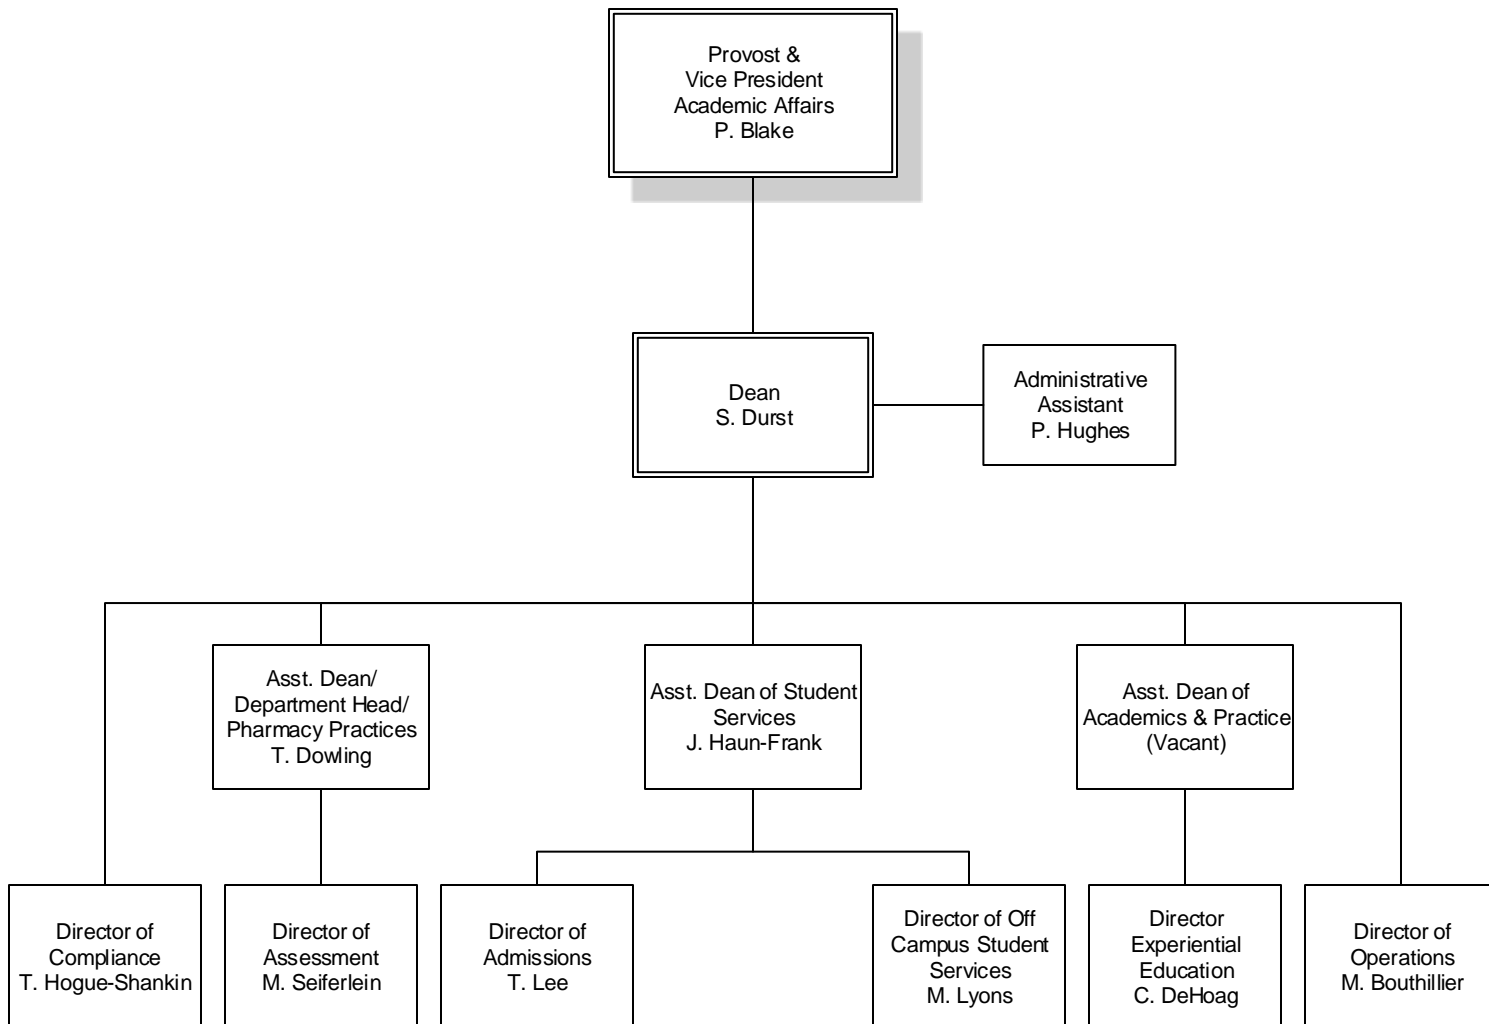 Provost &
Vice President
Academic Affairs
P. Blake
Dean
S. Durst
Administrative
Assistant
P. Hughes
Asst. Dean/
Department Head/
Pharmacy Practices
T. Dowling
Asst. Dean of Student
Services
J. Haun-Frank
Asst. Dean of
Academics & Practice
(Vacant)
Director of
Compliance
T. Hogue-Shankin
Director of
Assessment
M. Seiferlein
Director of
Admissions
T. Lee
Director of Off
Campus Student
Services
M. Lyons
Director
Experiential
Education
C. DeHoag
Director of
Operations
M. Bouthillier